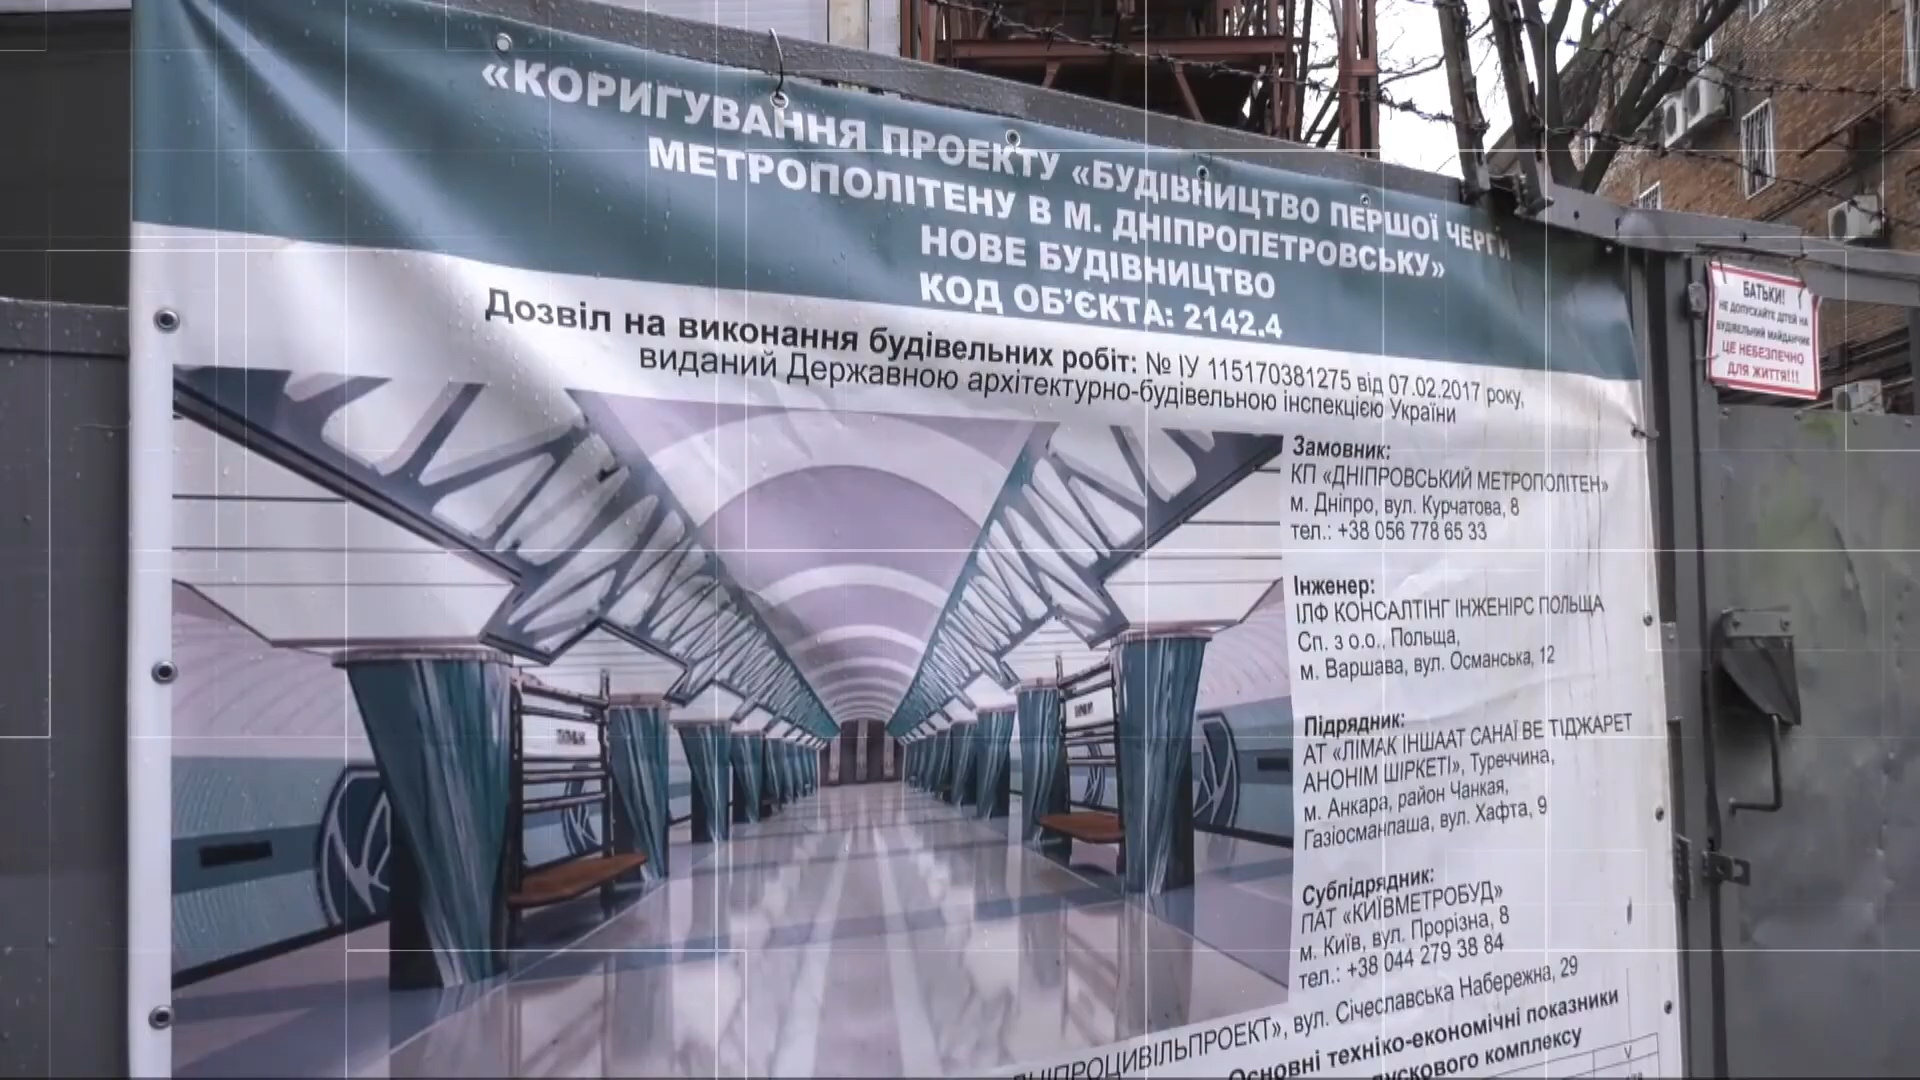 «КОРИГУВАННЯ ПРОЕКТУ «БУДІВНИЦТВО ПЕРШОЇ ЧЕРГИ
МЕТРОПОЛІТЕНУ В М. ДНІПРОПЕТРОВСЬКУ»
НОВЕ БУДІВНИЦТВО
КОД ОБ'ЄКТА: 2142.4
Дозвіл на виконання будівельних робіт: № ІУ 115170381275 від 07.02.2017 року,
виданий Державною архітектурно-будівельною інспекцією України
Замовник:
КП «ДНІПРОВСЬКИЙ МЕТРОПОЛІТЕН»
м. Дніпро, вул. Курчатова, 8
тел.: +38 056 778 65 33
Інженер:
ІЛФ КОНСАЛТІНГ ІНЖЕНІРС ПОЛЬЩА
Сп. з о.о., Польща,
м. Варшава, вул. Османська, 12
Підрядник:
АТ «ЛІМАК ІНШААТ САНАЇ ВЕ ТІДЖАРЕТ
АНОНІМ ШІРКЕТІ», Туреччина,
м. Анкара, район Чанкая,
Газіосманпаша, вул. Хафта, 9
Субпідрядник:
ПАТ «КИЇВМЕТРОБУД»
м. Київ, вул. Прорізна, 8
тел.: +38 044 279 38 84
ДНІПРОЦИВІЛЬПРОЕКТ», вул. Січеславська Набережна, 29
Основні техніко-економічні показники
пускового комплексу
БАТЬКИ!
НЕ ДОПУСКАЙТЕ ДІТЕЙ НА
БУДІВЕЛЬНИЙ МАЙДАНЧИК
ЦЕ НЕБЕЗПЕЧНО
ДЛЯ ЖИТТЯ!!!